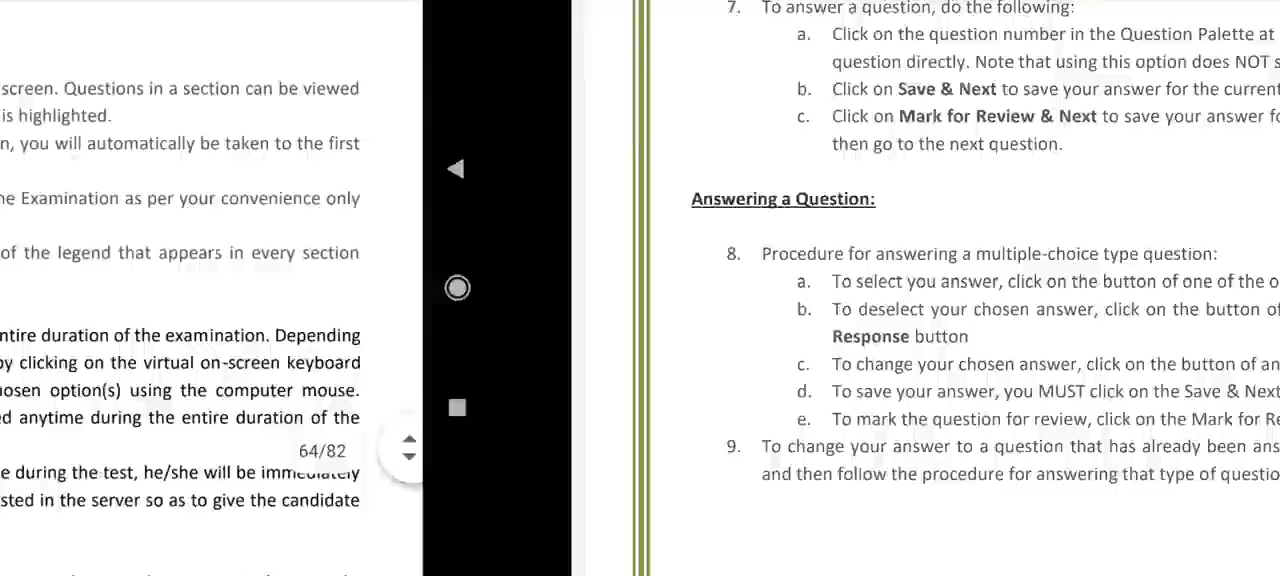 screen. Questions in a section can be viewed
is highlighted.
n, you will automatically be taken to the first
he Examination as per your convenience only
of the legend that appears in every section
ntire duration of the examination. Depending
by clicking on the virtual on-screen keyboard
hosen option(s) using the computer mouse.
ed anytime during the entire duration of the
64/82
e during the test, he/she will be immediately
sted in the server so as to give the candidate
7. To answer a question, do the following:
a. Click on the question number in the Question Palette at
question directly. Note that using this option does NOT s
b. Click on Save & Next to save your answer for the current
c. Click on Mark for Review & Next to save your answer fo
then go to the next question.
Answering a Question:
8. Procedure for answering a multiple-choice type question:
a. To select you answer, click on the button of one of the o
b. To deselect your chosen answer, click on the button of
Response button
c. To change your chosen answer, click on the button of an
d. To save your answer, you MUST click on the Save & Next
e. To mark the question for review, click on the Mark for Re
9. To change your answer to a question that has already been ans
and then follow the procedure for answering that type of questio